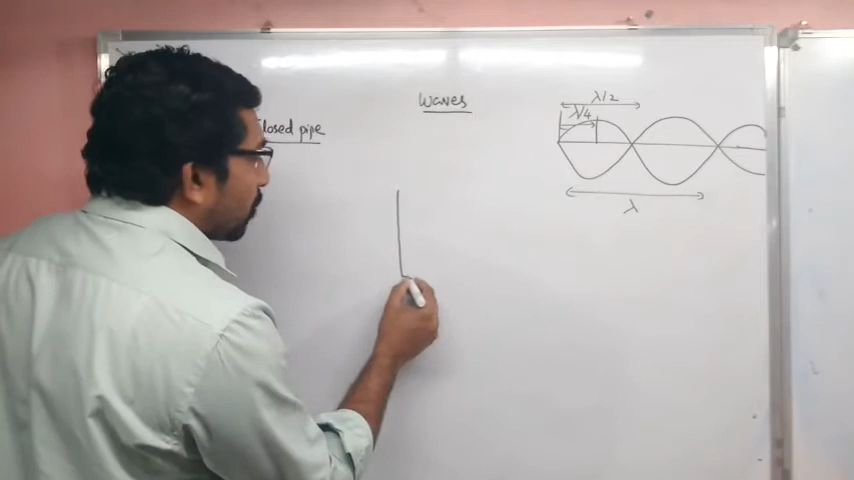 Waves
losed pipe
λ/2
λ/4
λ